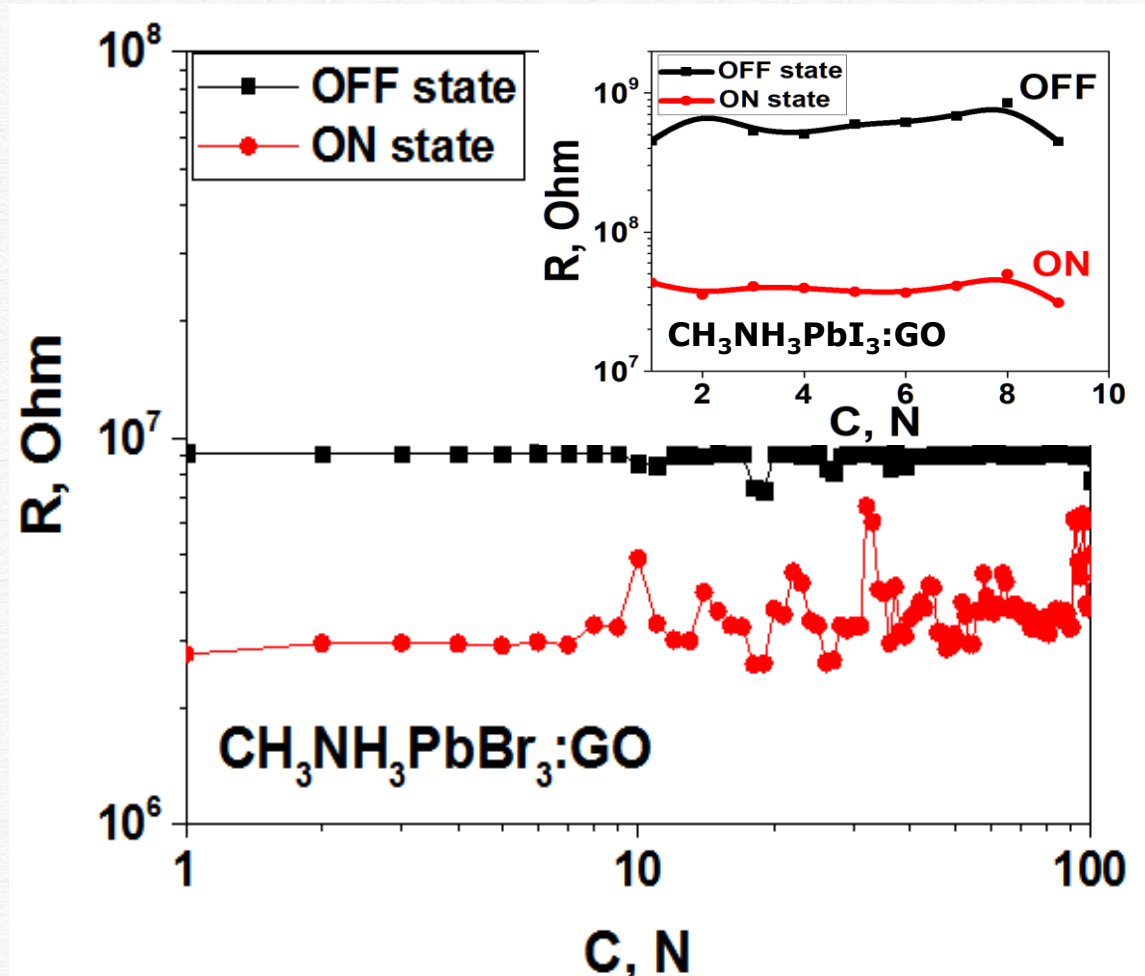 10⁸
OFF state
ON state
10⁷
10⁶
R, Ohm
CH₃NH₃PbBr₃:GO
1 10 100
C, N
OFF state
ON state
10⁹
10⁸
10⁷
R, Ohm
OFF
ON
CH₃NH₃PbI₃:GO
2 4 6 8 10
C, N